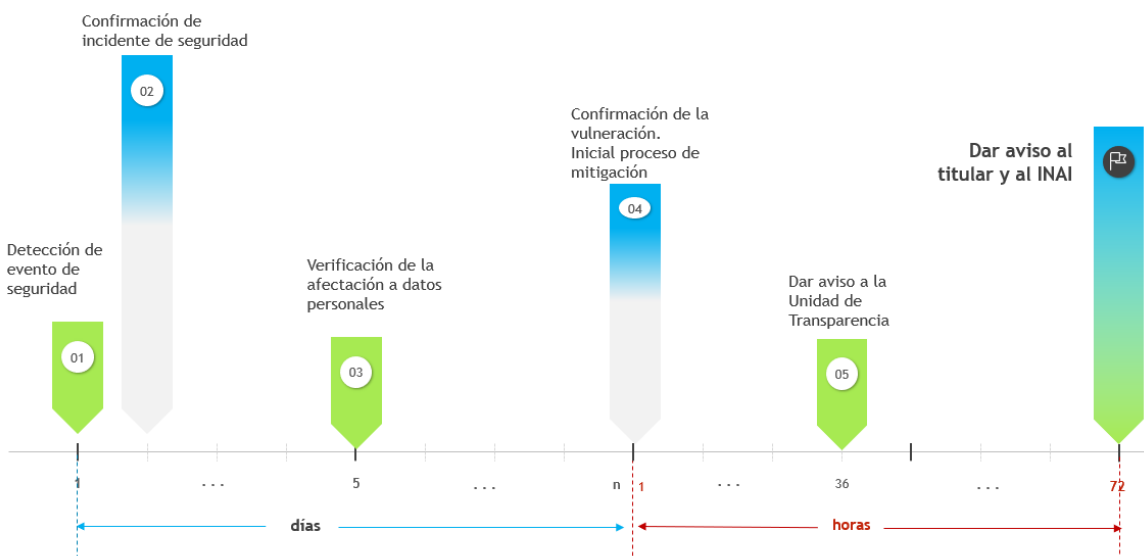 Confirmación de
incidente de seguridad
02
Confirmación de la
vulneración.
Inicial proceso de
mitigación
04
Dar aviso al
titular y al INAI
Detección de
evento de
seguridad
01
Verificación de la
afectación a datos
personales
03
Dar aviso a la
Unidad de
Transparencia
05
1 ... 5 ... n 1 ... 36 ... 72
días horas